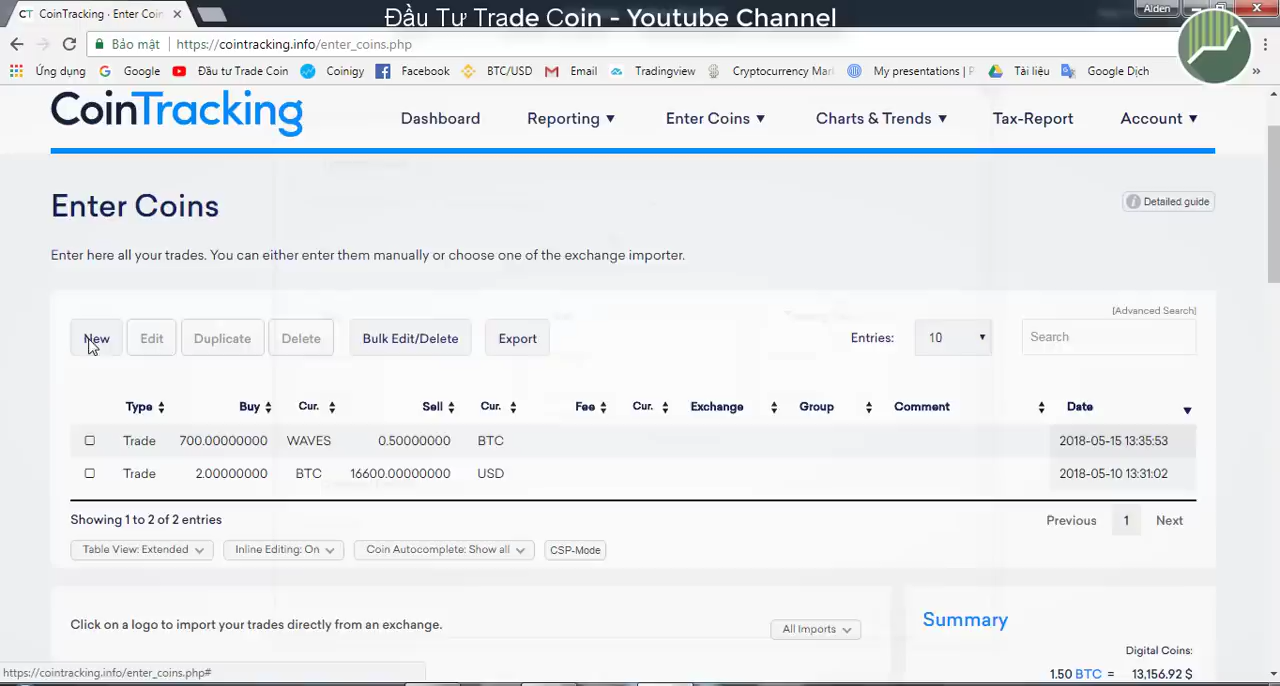 CT CoinTracking · Enter Coin
Đầu Tư Trade Coin - Youtube Channel
Alden
Bảo mật https://cointracking.info/enter_coins.php
Ứng dụng Google Đầu tư Trade Coin Coinigy Facebook BTC/USD Email Tradingview Cryptocurrency Mar My presentations | P Tài liệu Google Dịch »
CoinTracking Dashboard Reporting ▼ Enter Coins ▼ Charts & Trends ▼ Tax-Report Account ▼
Enter Coins
i Detailed guide
Enter here all your trades. You can either enter them manually or choose one of the exchange importer.
[Advanced Search]
New Edit Duplicate Delete Bulk Edit/Delete Export Entries: 10 Search
Type Buy Cur. Sell Cur. Fee Cur. Exchange Group Comment Date
Trade 700.00000000 WAVES 0.50000000 BTC 2018-05-15 13:35:53
Trade 2.00000000 BTC 16600.00000000 USD 2018-05-10 13:31:02
Showing 1 to 2 of 2 entries Previous 1 Next
Table View: Extended Inline Editing: On Coin Autocomplete: Show all CSP-Mode
Click on a logo to import your trades directly from an exchange. All Imports
Summary
Digital Coins:
1.50 BTC = 13,156.92 $
https://cointracking.info/enter_coins.php#